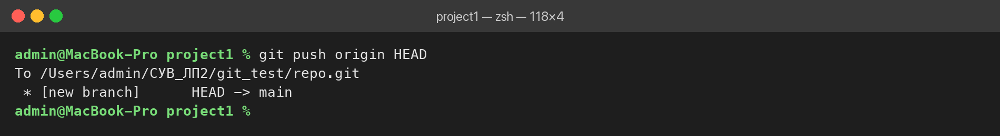 project1 — zsh — 118×4
admin@MacBook-Pro project1 % git push origin HEAD
To /Users/admin/СУВ_ЛП2/git_test/repo.git
 * [new branch]      HEAD -> main
admin@MacBook-Pro project1 %